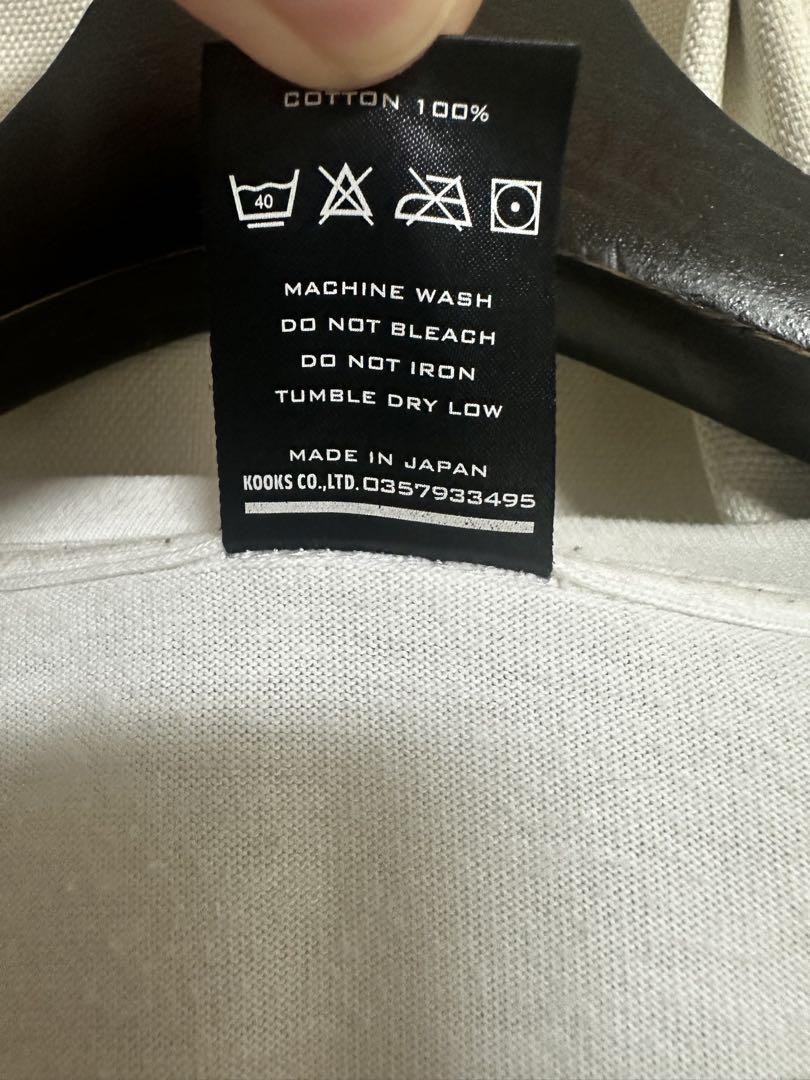 COTTON 100%
40
MACHINE WASH
DO NOT BLEACH
DO NOT IRON
TUMBLE DRY LOW
MADE IN JAPAN
KOOKS CO.,LTD. 0357933495